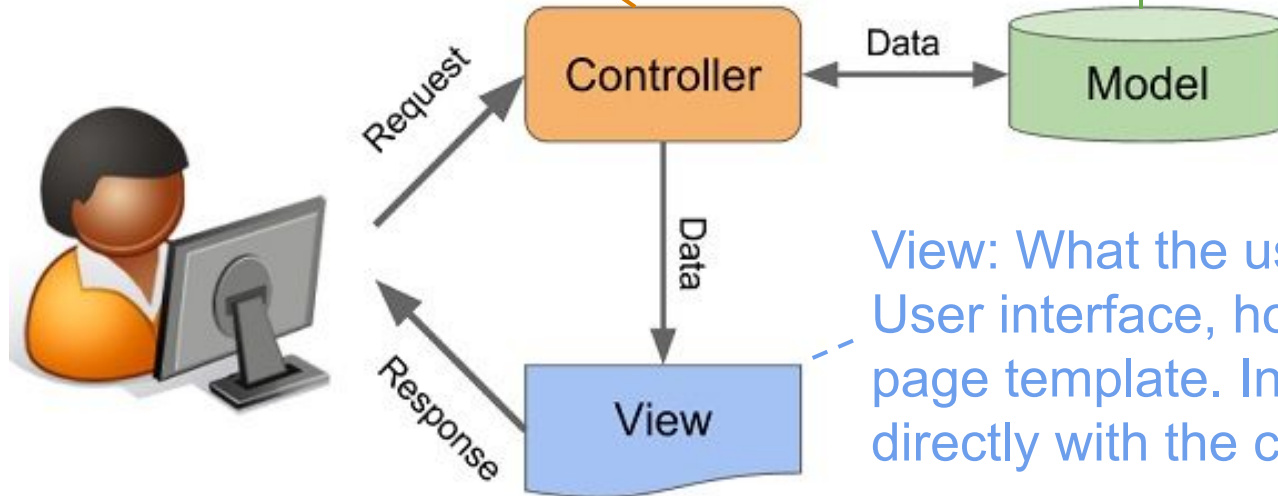 Request
Controller
Data
Model
Data
View: What the us
User interface, ho
page template. In
directly with the c
Response
View